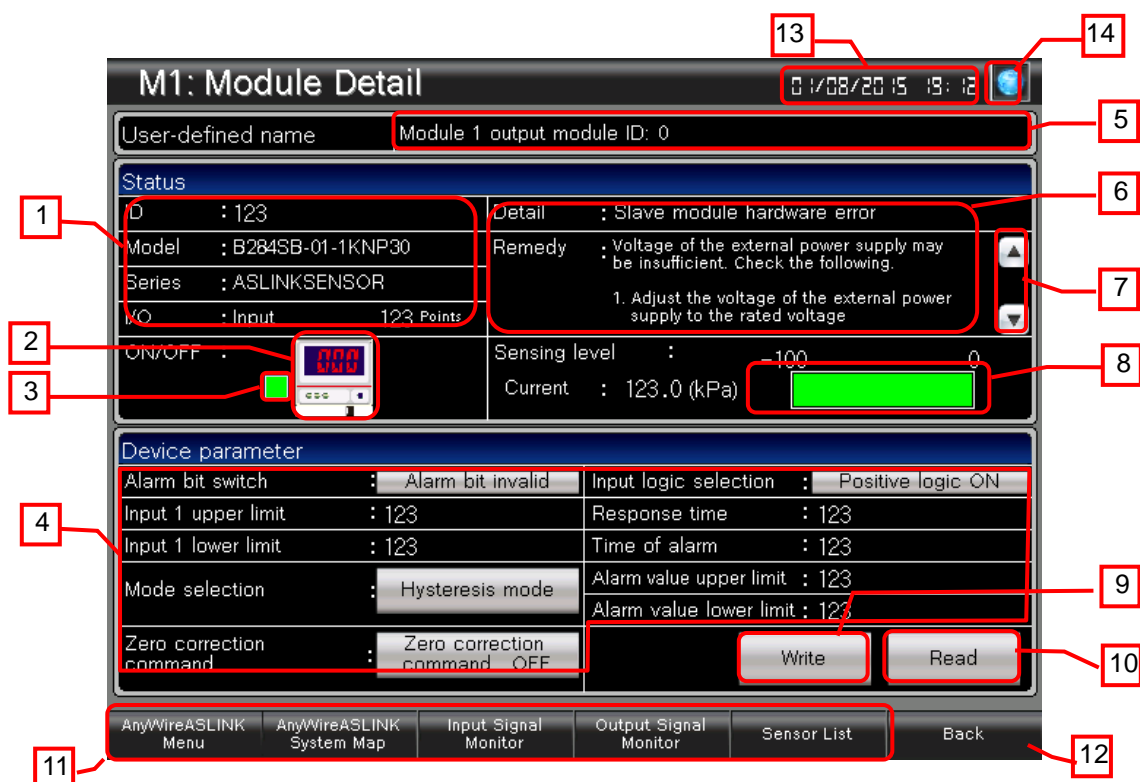 13
14
M1: Module Detail
01/08/2015 19:12
User-defined name
Module 1 output module ID: 0
5
Status
6
1
ID : 123
Detail : Slave module hardware error
Model : B284SB-01-1KNP30
Remedy : Voltage of the external power supply may
be insufficient. Check the following.
Series : ASLINKSENSOR
1. Adjust the voltage of the external power
supply to the rated voltage
7
I/O : Input 123 Points
2
ON/OFF :
000
Sensing level :
-100 0
8
3
Current : 123.0 (kPa)
Device parameter
Alarm bit switch : Alarm bit invalid
Input logic selection : Positive logic ON
4
Input 1 upper limit : 123
Response time : 123
Input 1 lower limit : 123
Time of alarm : 123
Mode selection : Hysteresis mode
Alarm value upper limit : 123
9
Alarm value lower limit : 123
Zero correction
command :
Zero correction
command OFF
Write
Read
10
AnyWireASLINK
Menu
AnyWireASLINK
System Map
Input Signal
Monitor
Output Signal
Monitor
Sensor List
Back
11
12